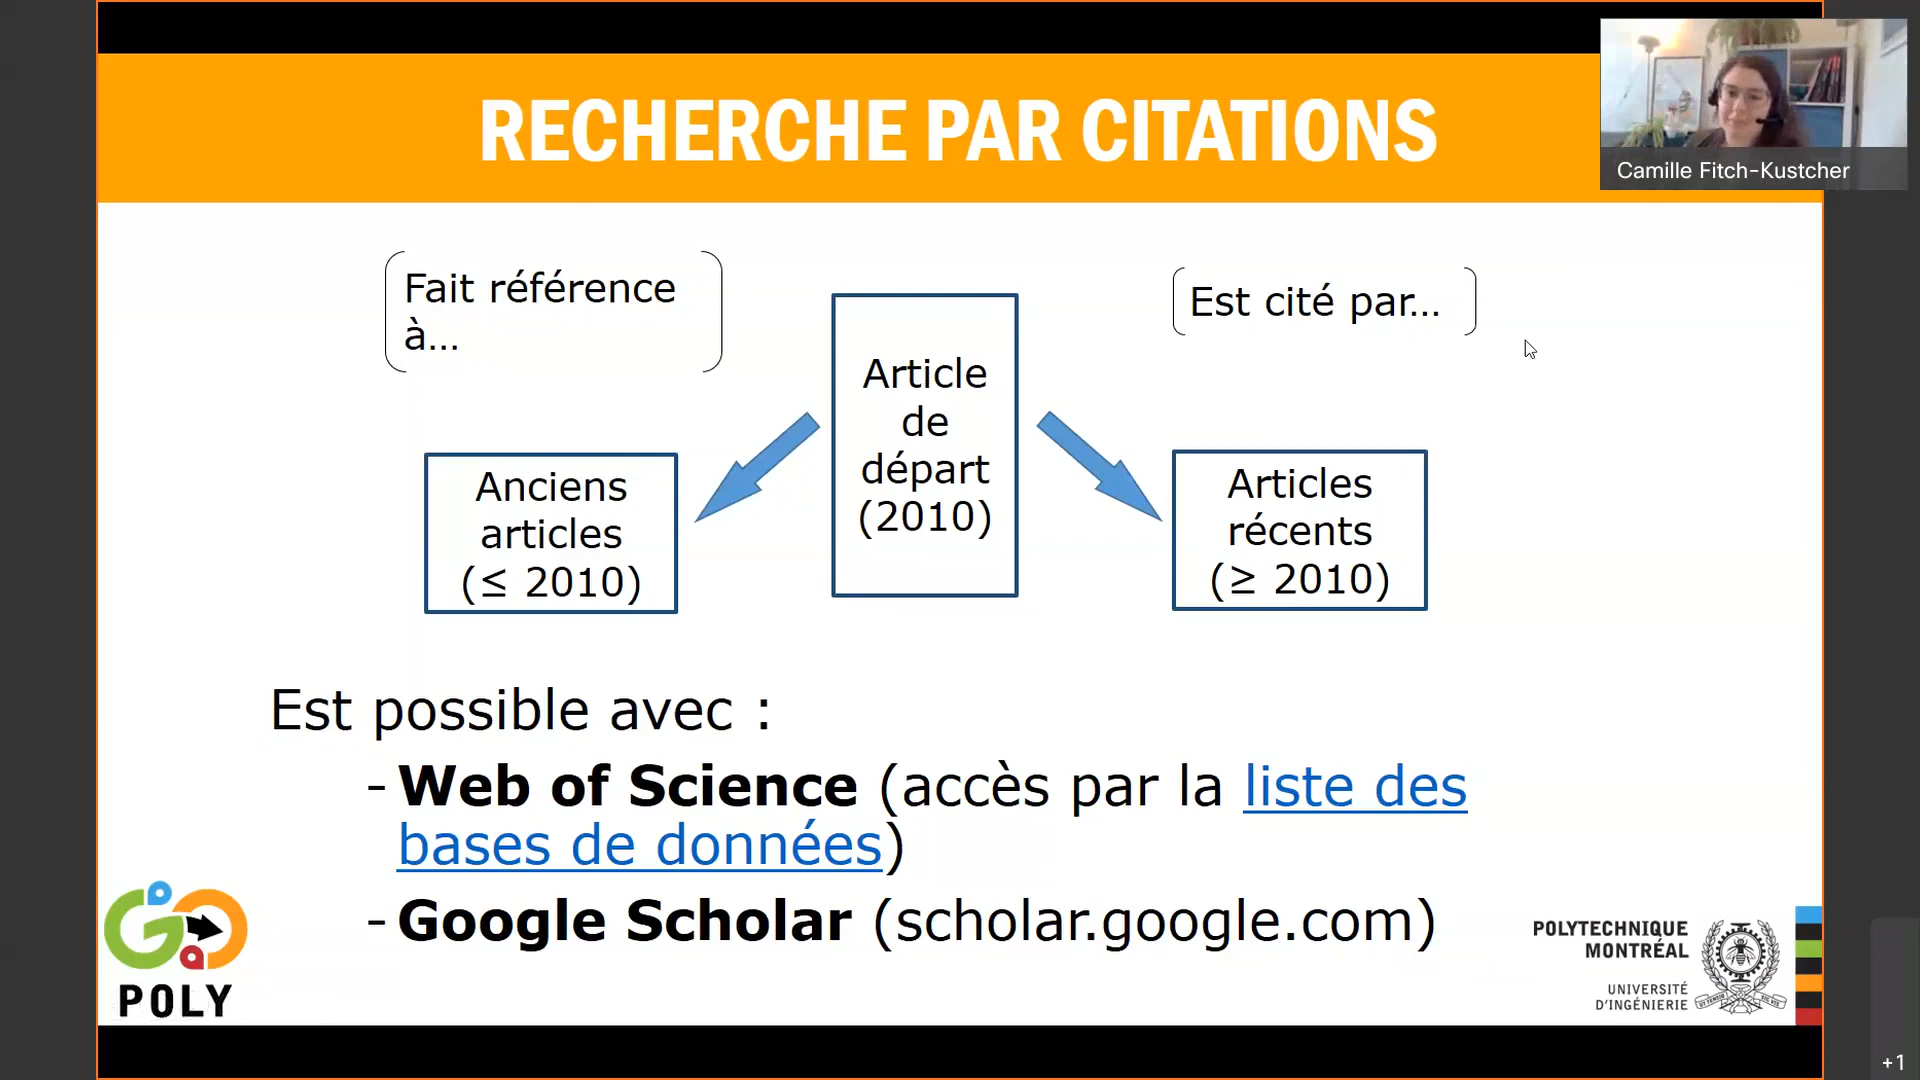 RECHERCHE PAR CITATIONS
Camille Fitch-Kustcher
Fait référence
à...
Est cité par...
Article
de
départ
(2010)
Anciens
articles
(≤ 2010)
Articles
récents
(≥ 2010)
Est possible avec :
- Web of Science (accès par la liste des
bases de données)
- Google Scholar (scholar.google.com)
GO
POLY
POLYTECHNIQUE
MONTRÉAL
UNIVERSITÉ
D'INGÉNIERIE
+1